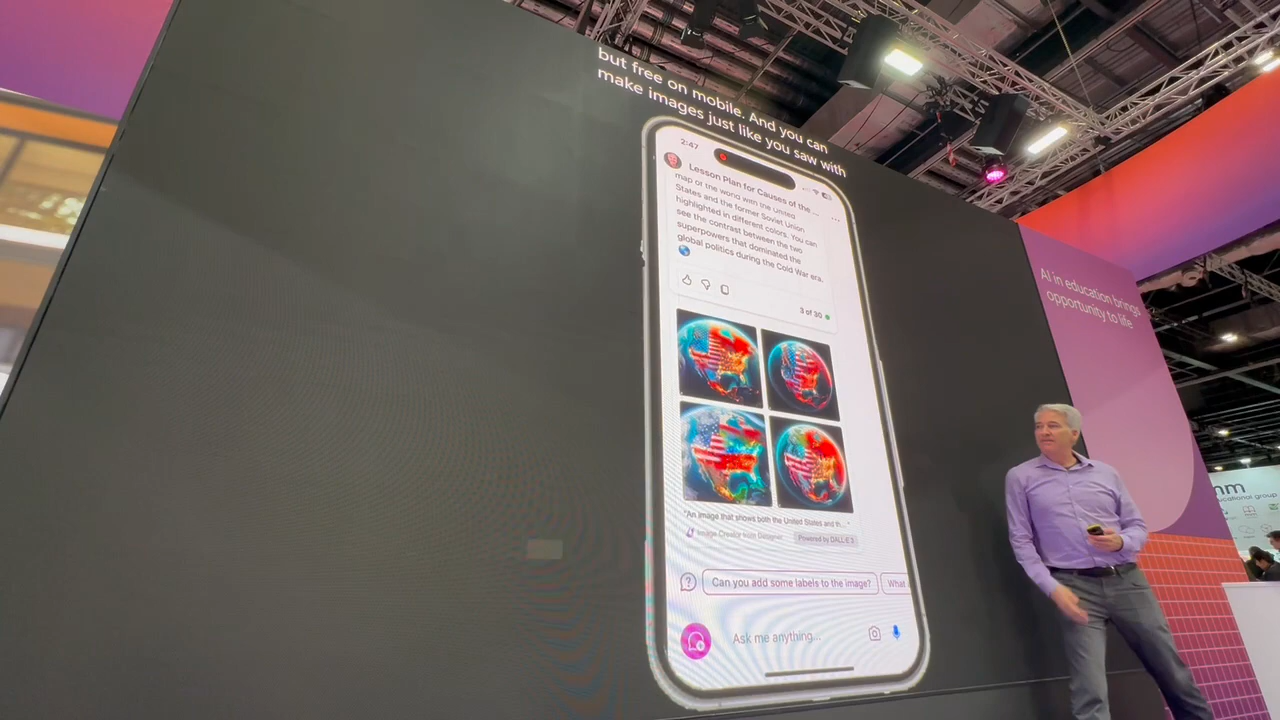 but free on mobile. And you can
make images just like you saw with
2:47
Lesson Plan for Causes of the ...
map of the world with the United
States and the former Soviet Union
highlighted in different colors. You can
see the contrast between the two
superpowers that dominated the
global politics during the Cold War era.
3 of 30
"An image that shows both the United States and th..."
Image Creator from Designer
Powered by DALL·E 3
Can you add some labels to the image?
What
Ask me anything...
AI in education brings
opportunity to life
nm
ucational group